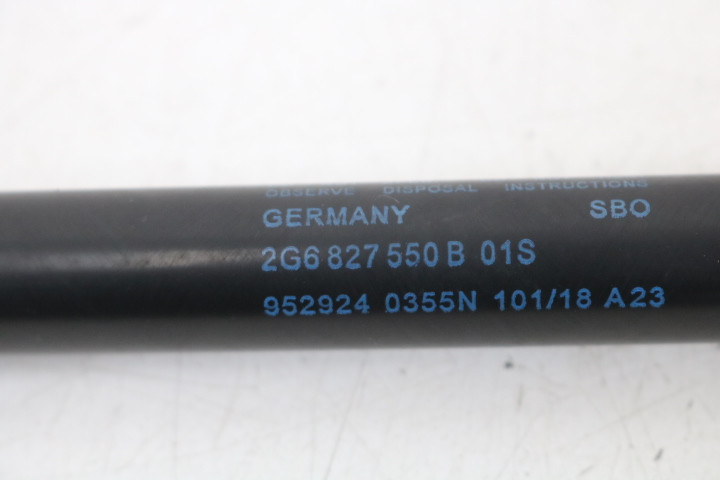 OBSERVE DISPOSAL INSTRUCTIONS
GERMANY SBO
2G6 827 550 B 01S
952924 0355N 101/18 A23